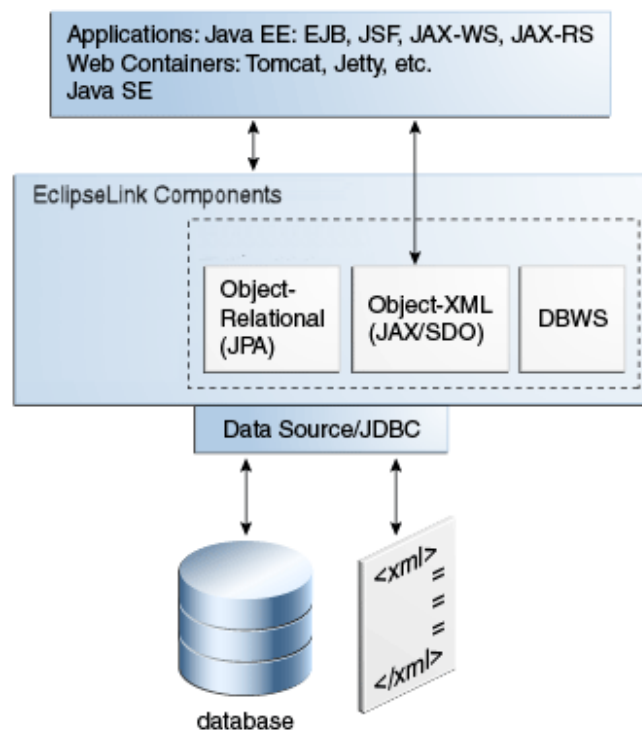 Applications: Java EE: EJB, JSF, JAX-WS, JAX-RS
Web Containers: Tomcat, Jetty, etc.
Java SE
EclipseLink Components
Object-
Relational
(JPA)
Object-XML
(JAX/SDO)
DBWS
Data Source/JDBC
<xml>
=
=
=
</xml>
database